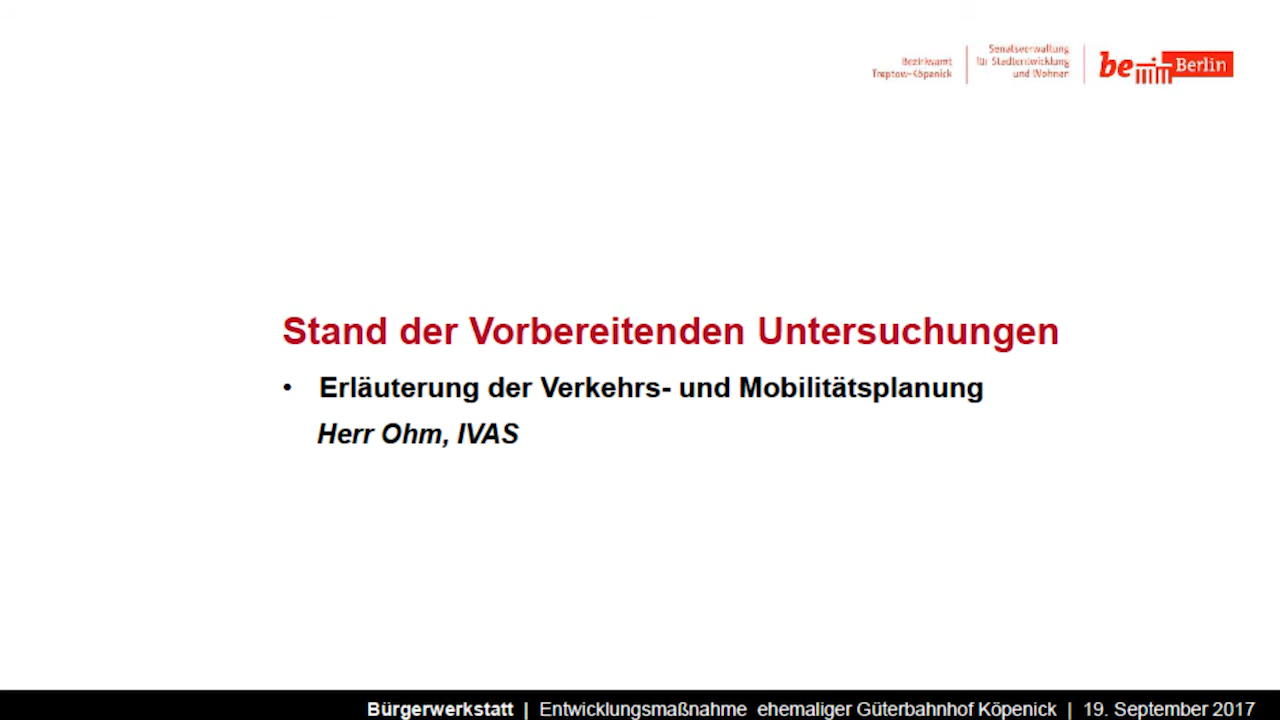 Bezirksamt
Treptow-Köpenick
Senatsverwaltung
für Stadtentwicklung
und Wohnen
be Berlin
Stand der Vorbereitenden Untersuchungen
• Erläuterung der Verkehrs- und Mobilitätsplanung
Herr Ohm, IVAS
Bürgerwerkstatt | Entwicklungsmaßnahme ehemaliger Güterbahnhof Köpenick | 19. September 2017